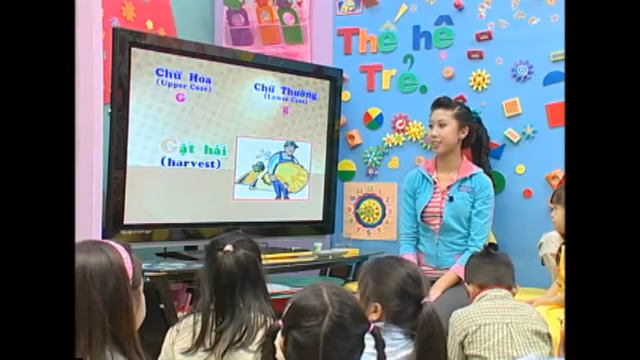 Chữ Hoa
(Upper Case)
G
Chữ Thường
(Lower Case)
g
Gặt hái
(harvest)
Thế hệ
Trẻ.